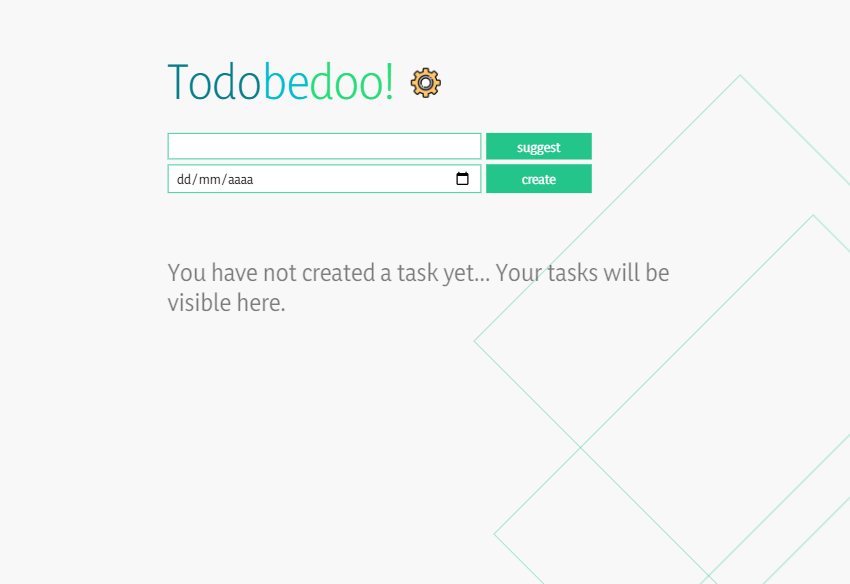 Todobedoo!
suggest
dd/mm/aaaa
create
You have not created a task yet... Your tasks will be
visible here.